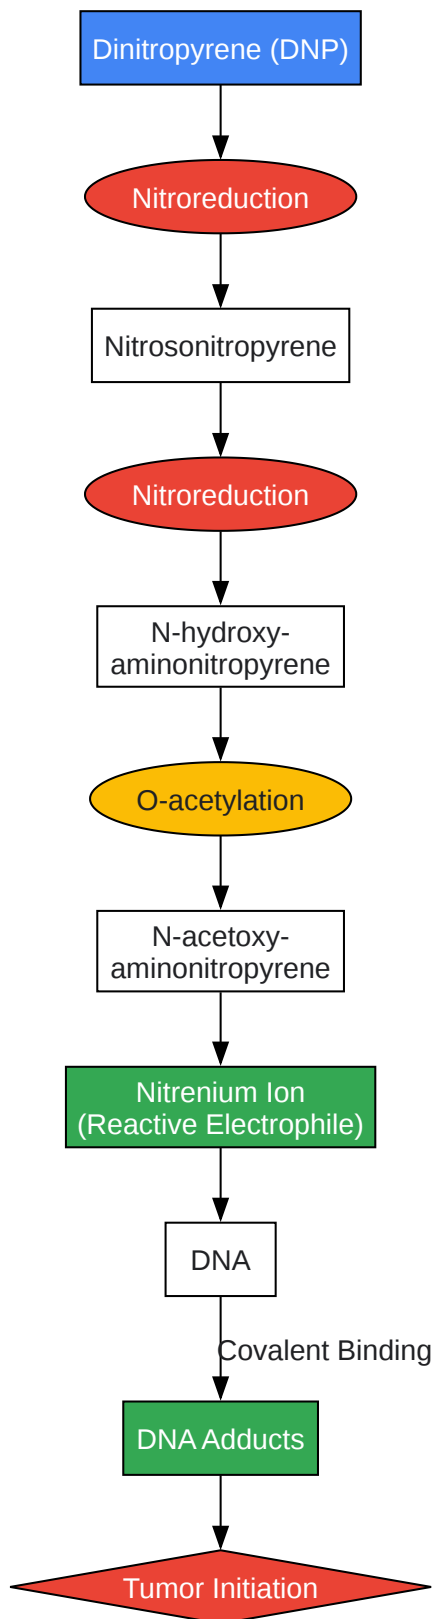 Dinitropyrene (DNP)
Nitroreduction
Nitrosonitropyrene
Nitroreduction
N-hydroxy-
aminonitropyrene
O-acetylation
N-acetoxy-
aminonitropyrene
Nitrenium Ion
(Reactive Electrophile)
DNA
Covalent Binding
DNA Adducts
Tumor Initiation